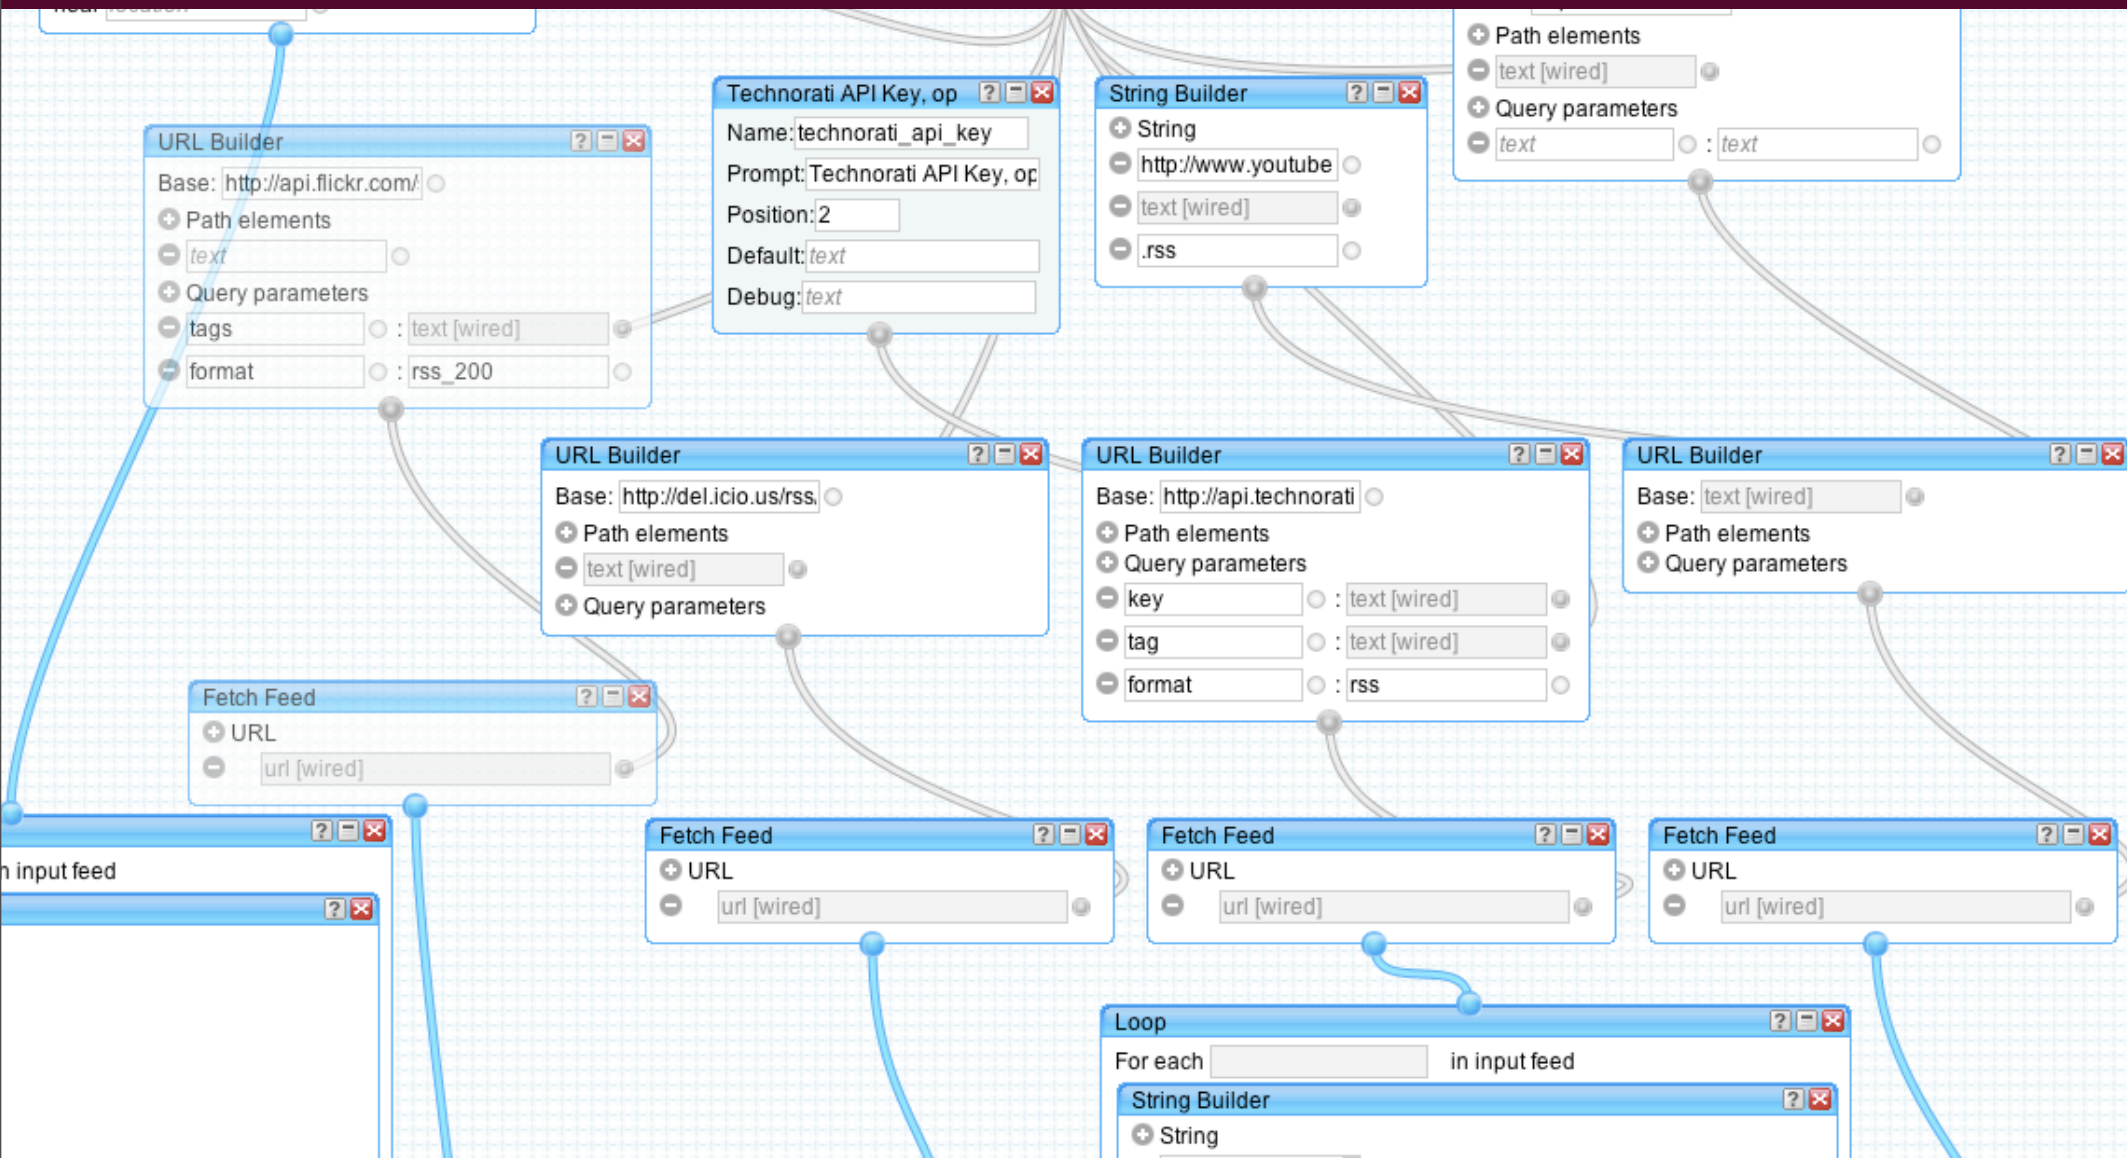 location
Path elements
text [wired]
Query parameters
text : text
Technorati API Key, op
Name: technorati_api_key
Prompt: Technorati API Key, op
Position: 2
Default: text
Debug: text
String Builder
String
http://www.youtube
text [wired]
.rss
URL Builder
Base: http://api.flickr.com/
Path elements
text
Query parameters
tags : text [wired]
format : rss_200
URL Builder
Base: http://del.icio.us/rss
Path elements
text [wired]
Query parameters
URL Builder
Base: http://api.technorati
Path elements
Query parameters
key : text [wired]
tag : text [wired]
format : rss
URL Builder
Base: text [wired]
Path elements
Query parameters
Fetch Feed
URL
url [wired]
input feed
Fetch Feed
URL
url [wired]
Fetch Feed
URL
url [wired]
Fetch Feed
URL
url [wired]
Loop
For each in input feed
String Builder
String